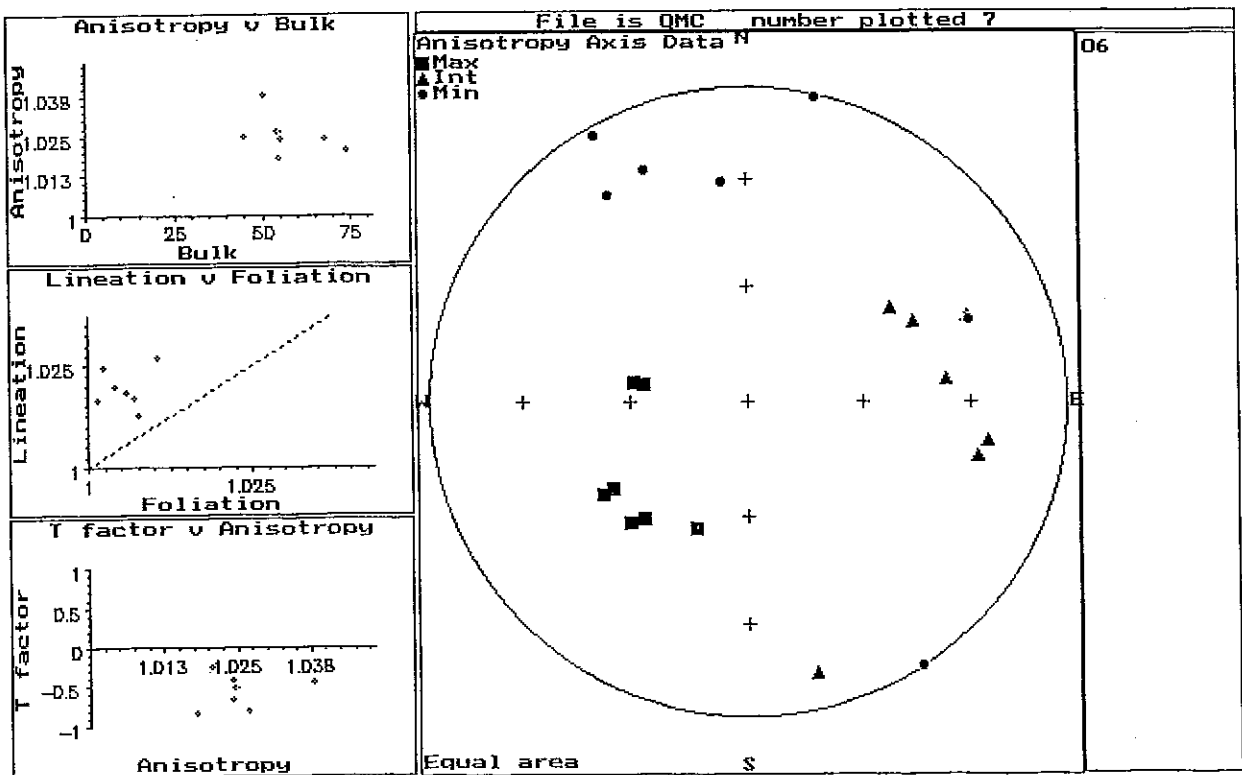 File is QMC number plotted 7
Anisotropy v Bulk
Anisotropy
1.038
1.025
1.013
1
0 25 50 75
Bulk
Lineation v Foliation
Lineation
1.025
1
1 1.025
Foliation
T factor v Anisotropy
T factor
1
0.5
0
-0.5
-1
1.013 1.025 1.038
Anisotropy
Anisotropy Axis Data N
Max
Int
Min
W E
Equal area S
06